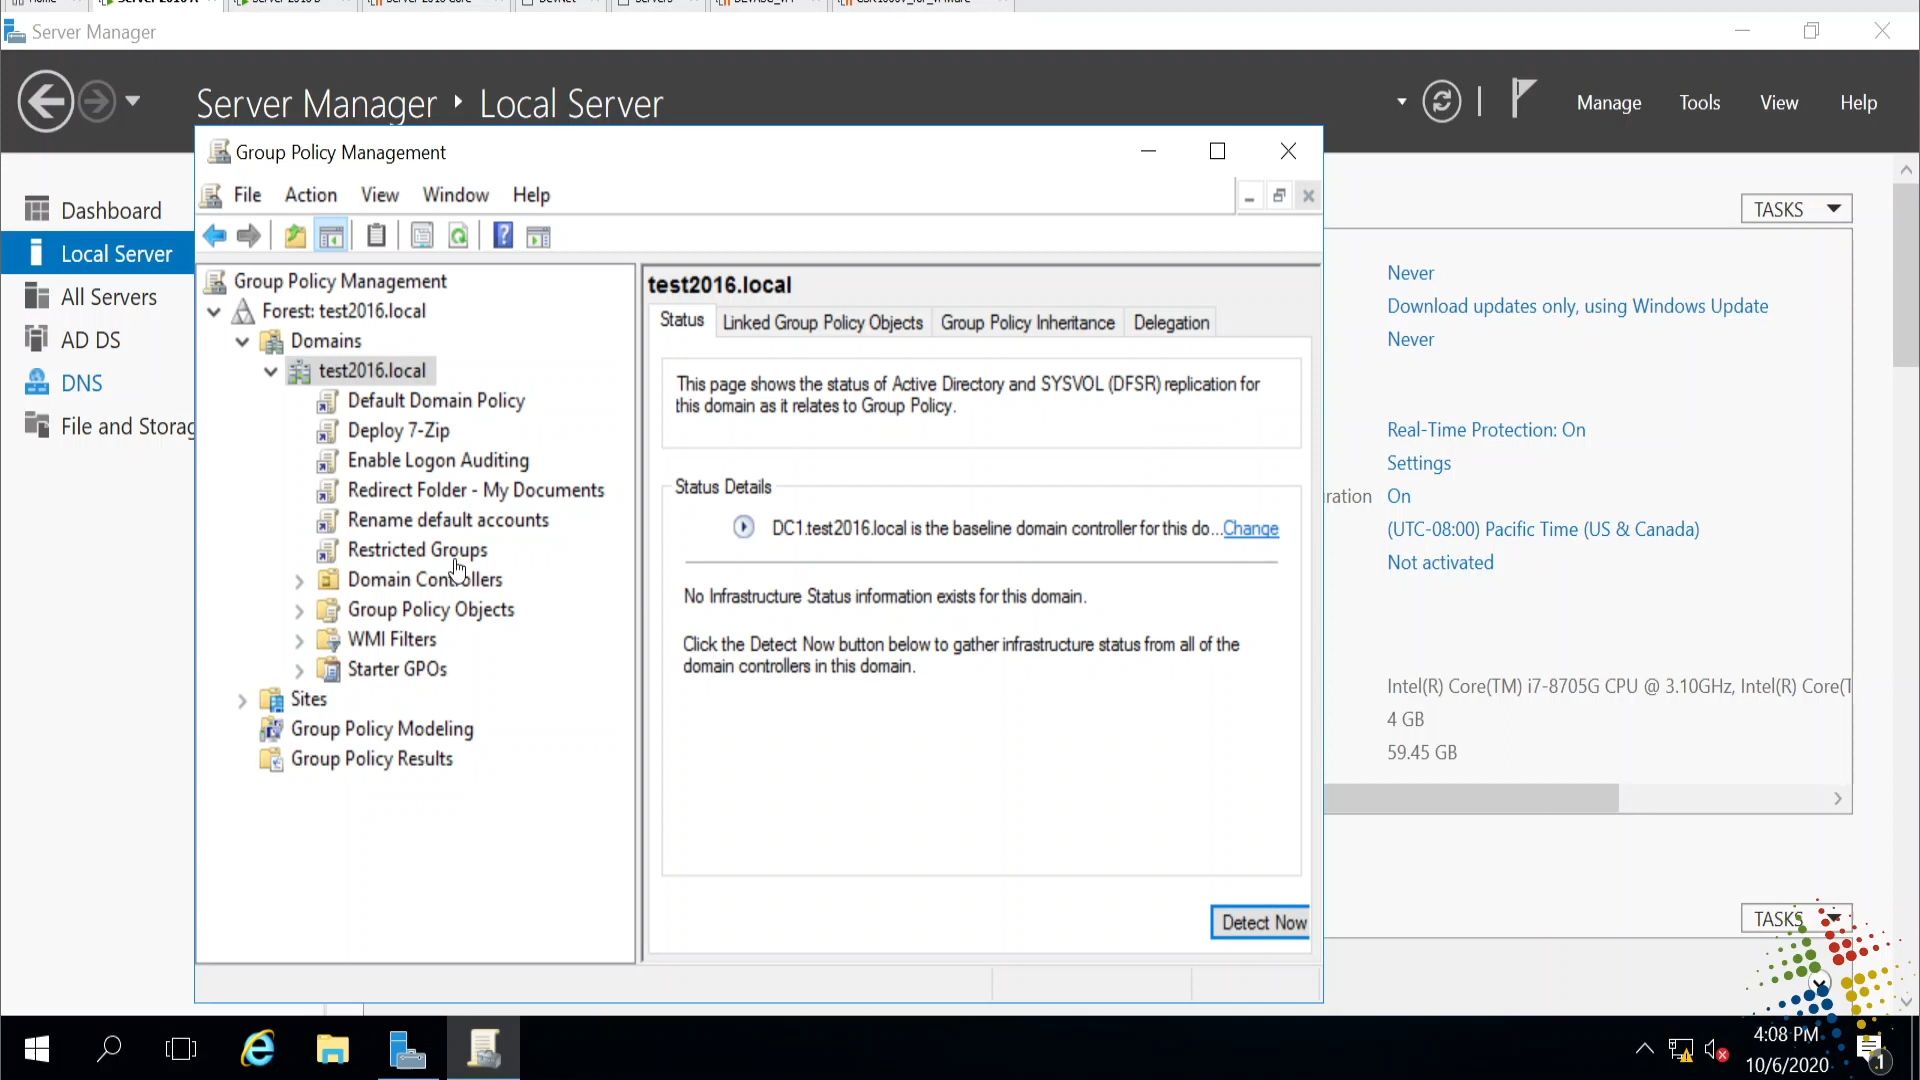 Home
Server 2016 A
DevNet
Servers
DEVASC_VM
CSR1000v_for_VMware
Server Manager
Server Manager
Local Server
Manage
Tools
View
Help
Group Policy Management
File
Action
View
Window
Help
Dashboard
Local Server
All Servers
AD DS
DNS
File and Storag
Group Policy Management
Forest: test2016.local
Domains
test2016.local
Default Domain Policy
Deploy 7-Zip
Enable Logon Auditing
Redirect Folder - My Documents
Rename default accounts
Restricted Groups
Domain Controllers
Group Policy Objects
WMI Filters
Starter GPOs
Sites
Group Policy Modeling
Group Policy Results
test2016.local
Status
Linked Group Policy Objects
Group Policy Inheritance
Delegation
This page shows the status of Active Directory and SYSVOL (DFSR) replication for
this domain as it relates to Group Policy.
Status Details
DC1.test2016.local is the baseline domain controller for this do...Change
No Infrastructure Status information exists for this domain.
Click the Detect Now button below to gather infrastructure status from all of the
domain controllers in this domain.
Detect Now
TASKS
Never
Download updates only, using Windows Update
Never
Real-Time Protection: On
Settings
ration On
(UTC-08:00) Pacific Time (US & Canada)
Not activated
Intel(R) Core(TM) i7-8705G CPU @ 3.10GHz, Intel(R) Core(T
4 GB
59.45 GB
TASKS
4:08 PM
10/6/2020
1